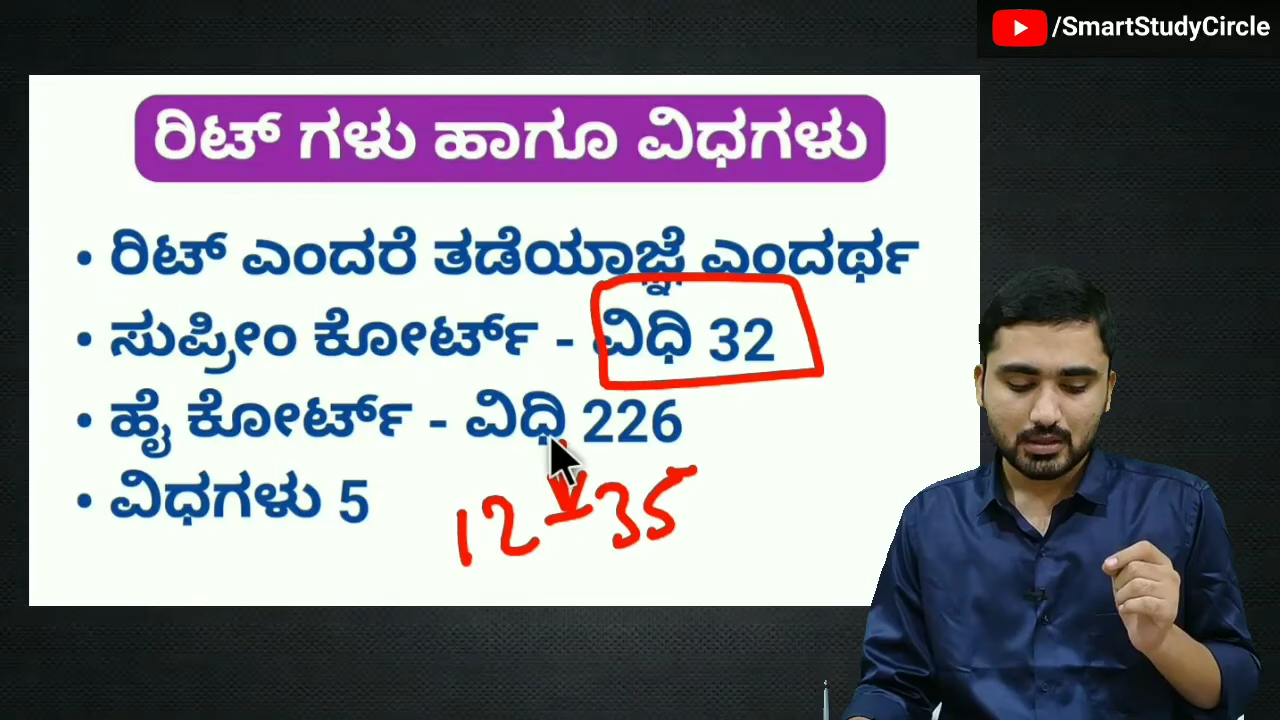 /SmartStudyCircle
ರಿಟ್ ಗಳು ಹಾಗೂ ವಿಧಗಳು
• ರಿಟ್ ಎಂದರೆ ತಡೆಯಾಜ್ಞೆ ಎಂದರ್ಥ
• ಸುಪ್ರೀಂ ಕೋರ್ಟ್ - ವಿಧಿ 32
• ಹೈ ಕೋರ್ಟ್ - ವಿಧಿ 226
• ವಿಧಗಳು 5
12 35